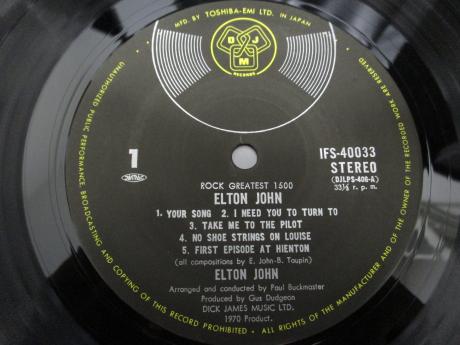 MFD. BY TOSHIBA-EMI LTD. IN JAPAN
DJM
RECORDS
UNAUTHORIZED PUBLIC PERFORMANCE, BROADCASTING AND COPYING OF THIS RECORD PROHIBITED • ALL RIGHTS OF THE MANUFACTURER AND OF THE OWNER OF THE RECORDED WORK ARE RESERVED
1
IFS-40033
STEREO
(DJLPS-406-A)
33⅓ r. p. m.
ROCK GREATEST 1500
ELTON JOHN
1. YOUR SONG 2. I NEED YOU TO TURN TO
3. TAKE ME TO THE PILOT
4. NO SHOE STRINGS ON LOUISE
5. FIRST EPISODE AT HIENTON
(all compositions by E. John-B. Taupin)
ELTON JOHN
Arranged and conducted by Paul Buckmaster
Produced by Gus Dudgeon
DICK JAMES MUSIC LTD.
1970 Product.